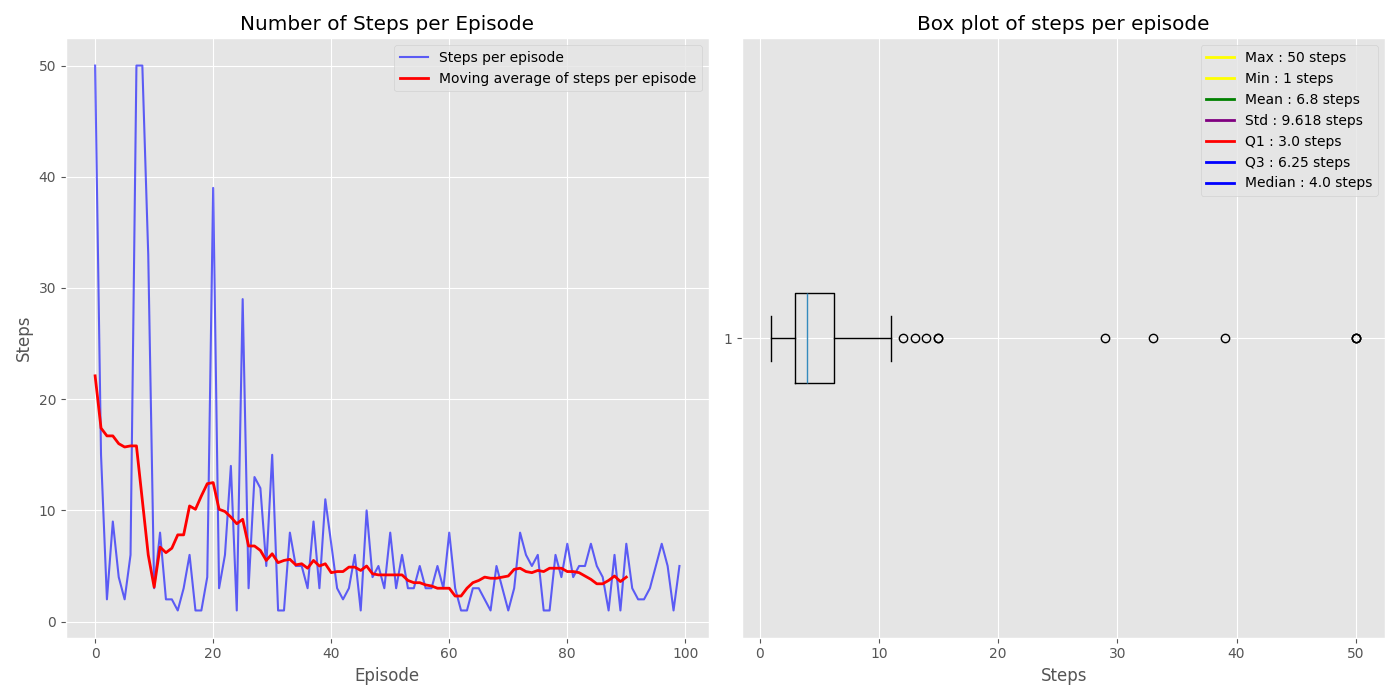 Number of Steps per Episode
Steps per episode
Moving average of steps per episode
50
40
30
20
10
0
Steps
0
20
40
60
80
100
Episode
Box plot of steps per episode
Max : 50 steps
Min : 1 steps
Mean : 6.8 steps
Std : 9.618 steps
Q1 : 3.0 steps
Q3 : 6.25 steps
Median : 4.0 steps
1
0
10
20
30
40
50
Steps